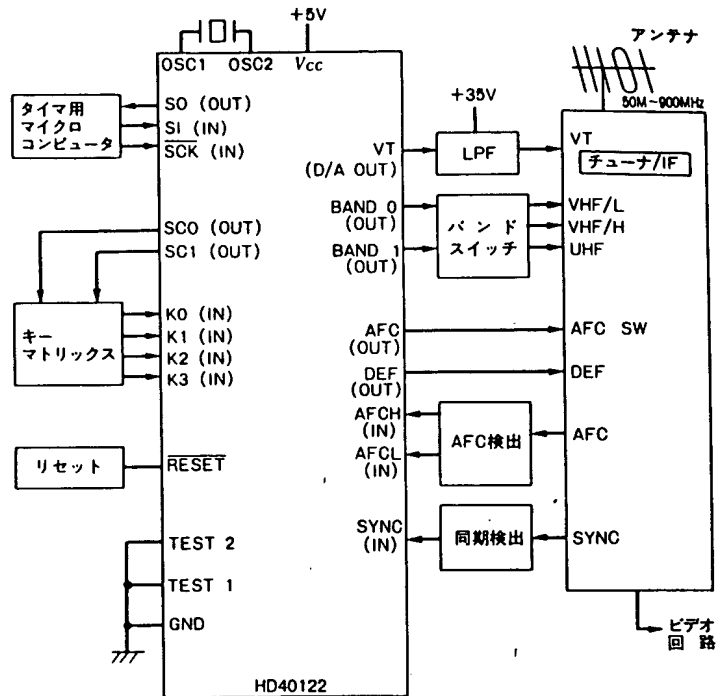 +5V
OSC1 OSC2 Vcc
アンテナ
50M~900MHz
タイマ用
マイクロ
コンピュータ
SO (OUT)
SI (IN)
SCK (IN)
+35V
VT
(D/A OUT)
LPF
VT
チューナ/IF
SC0 (OUT)
SC1 (OUT)
BAND 0
(OUT)
BAND 1
(OUT)
バンド
スイッチ
VHF/L
VHF/H
UHF
キー
マトリックス
K0 (IN)
K1 (IN)
K2 (IN)
K3 (IN)
AFC
(OUT)
AFC SW
DEF
(OUT)
DEF
AFCH
(IN)
AFCL
(IN)
AFC検出
AFC
リセット
RESET
SYNC
(IN)
同期検出
SYNC
TEST 2
TEST 1
GND
ビデオ
回路
HD40122